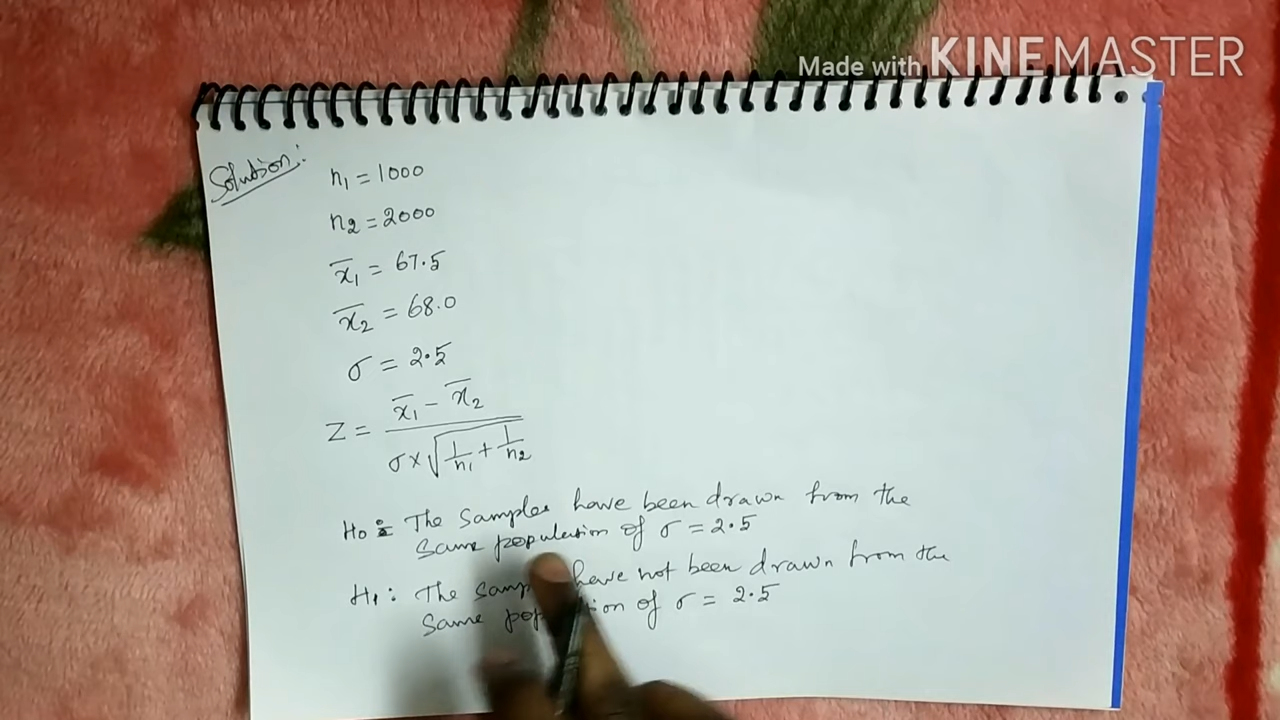 Made with KINEMASTER
Solution:
n₁ = 1000
n₂ = 2000
x̄₁ = 67.5
x̄₂ = 68.0
σ = 2.5
Z = (x̄₁ - x̄₂) / (σ × √(1/n₁ + 1/n₂))
H₀: The samples have been drawn from the
same population of σ = 2.5
H₁: The have not been drawn from the
same of σ = 2.5